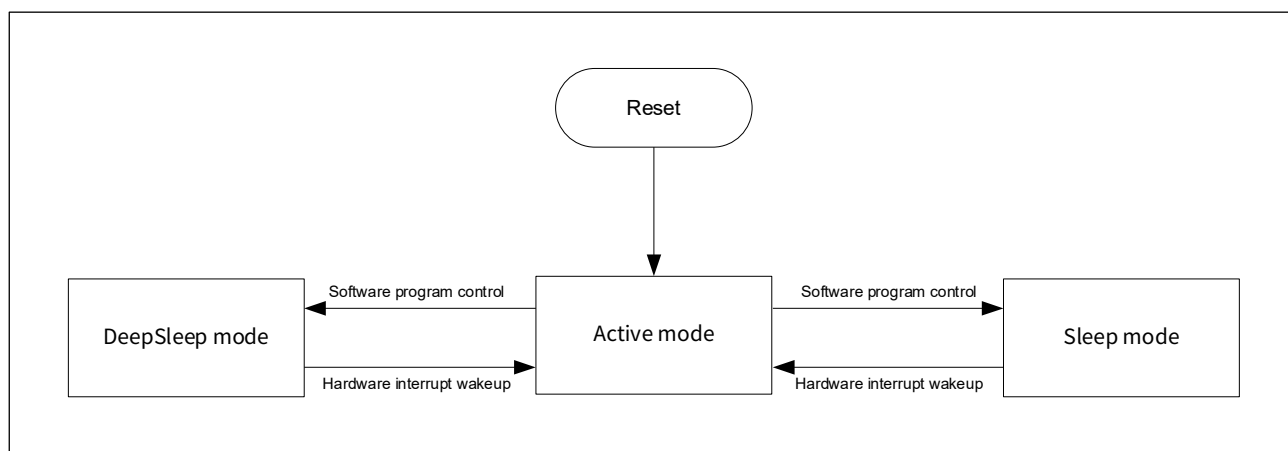 Reset
Software program control
Software program control
DeepSleep mode
Active mode
Sleep mode
Hardware interrupt wakeup
Hardware interrupt wakeup